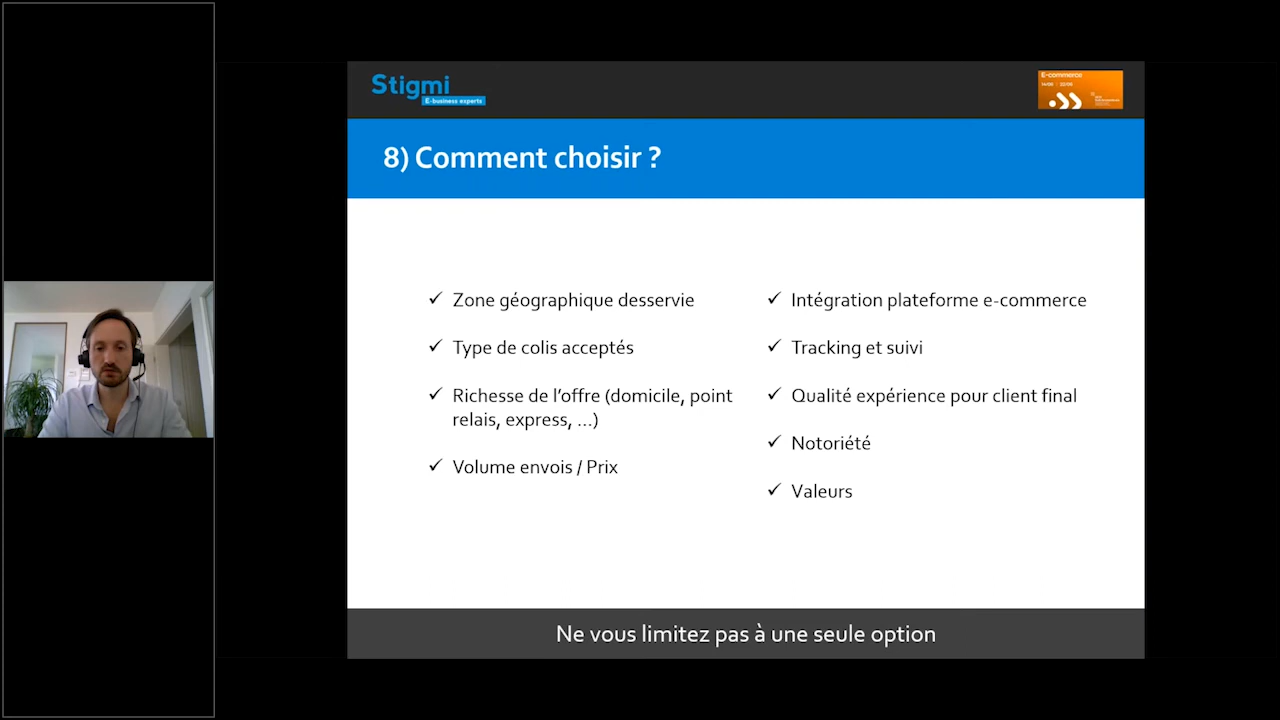 Stigmi
E-business experts
E-commerce
8) Comment choisir ?
✓ Zone géographique desservie
✓ Type de colis acceptés
✓ Richesse de l'offre (domicile, point
relais, express, ...)
✓ Volume envois / Prix
✓ Intégration plateforme e-commerce
✓ Tracking et suivi
✓ Qualité expérience pour client final
✓ Notoriété
✓ Valeurs
Ne vous limitez pas à une seule option